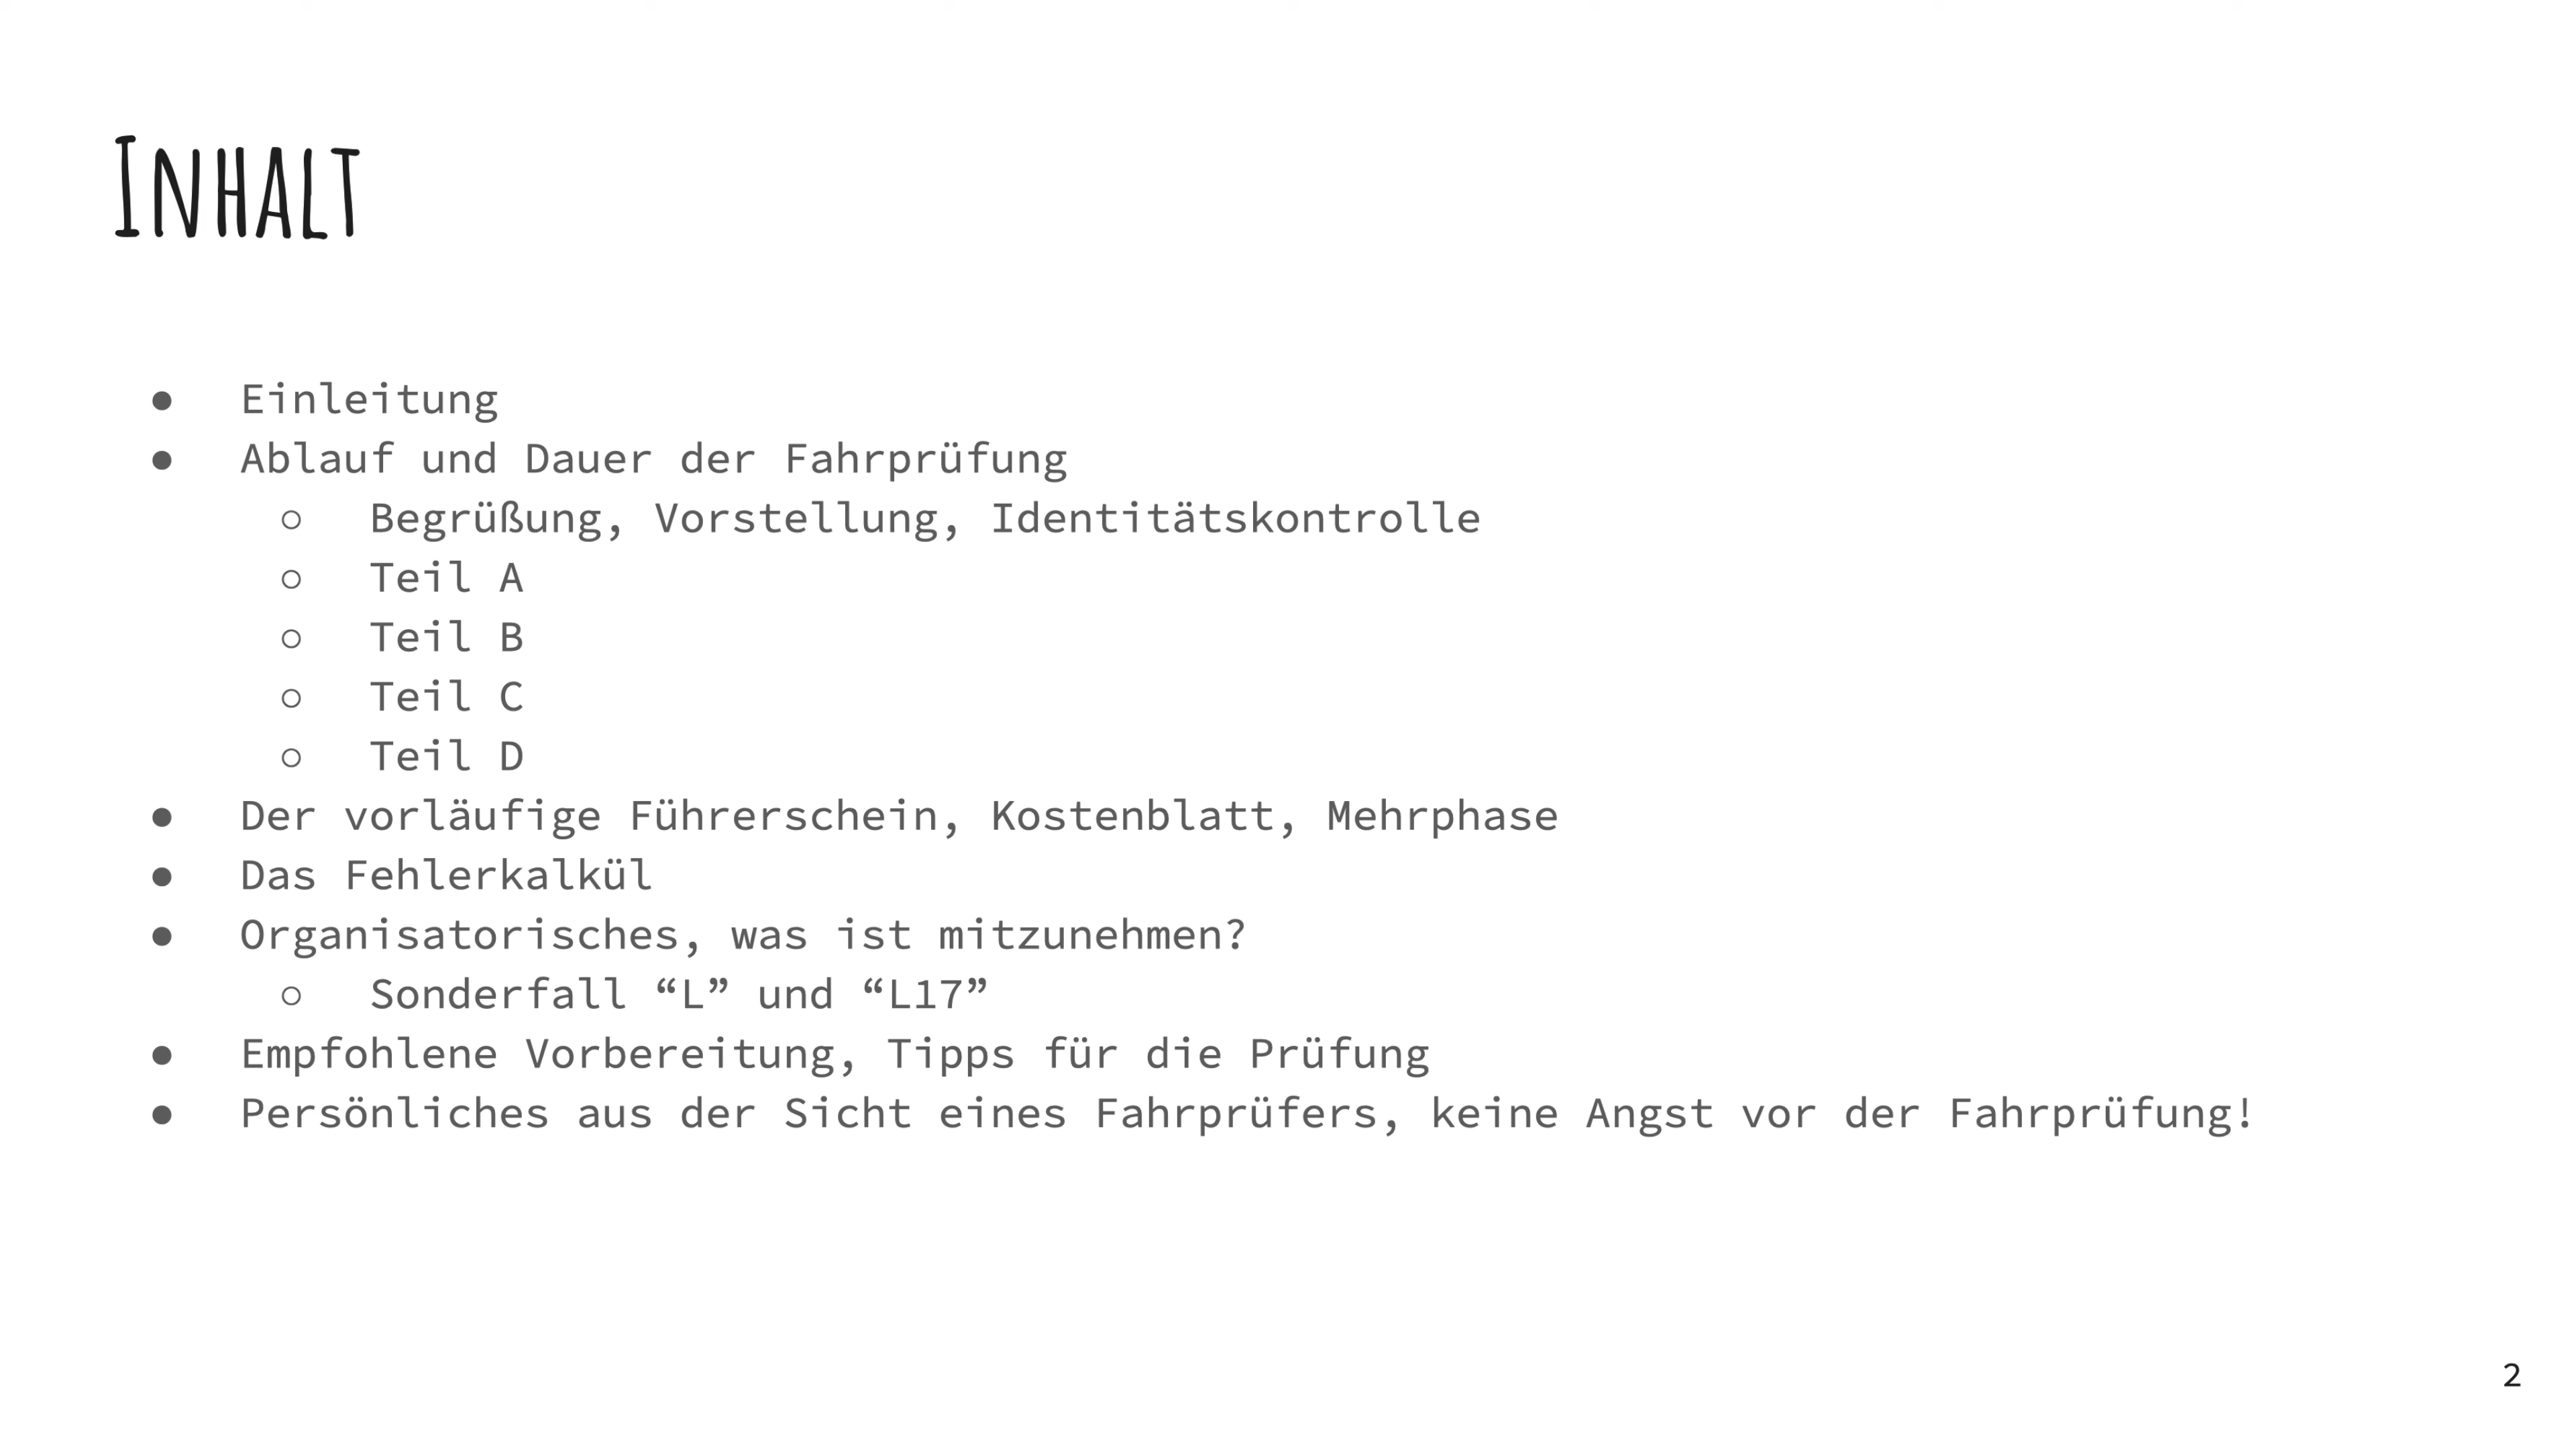 Inhalt
● Einleitung
● Ablauf und Dauer der Fahrprüfung
○ Begrüßung, Vorstellung, Identitätskontrolle
○ Teil A
○ Teil B
○ Teil C
○ Teil D
● Der vorläufige Führerschein, Kostenblatt, Mehrphase
● Das Fehlerkalkül
● Organisatorisches, was ist mitzunehmen?
○ Sonderfall “L” und “L17”
● Empfohlene Vorbereitung, Tipps für die Prüfung
● Persönliches aus der Sicht eines Fahrprüfers, keine Angst vor der Fahrprüfung!
2